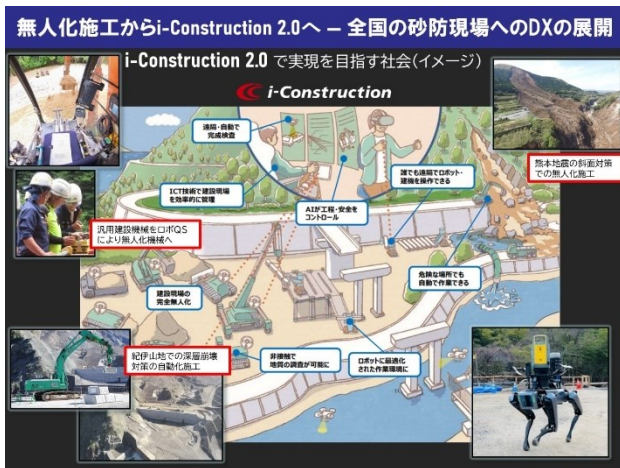 無人化施工からi-Construction 2.0へ – 全国の砂防現場へのDXの展開
i-Construction 2.0 で実現を目指す社会(イメージ)
i-Construction
遠隔・自動で
完成検査
熊本地震の斜面対策
での無人化施工
ICT技術で建設現場
を効率的に管理
AIが工程・安全を
コントロール
誰でも遠隔でロボット・
建機を操作できる
汎用建設機械をロボQS
により無人化機械へ
危険な場所でも
自動で作業できる
建設現場の
完全無人化
紀伊山地での深層崩壊
対策の自動化施工
非接触で
地質の調査が可能に
ロボットに最適化
された作業環境に